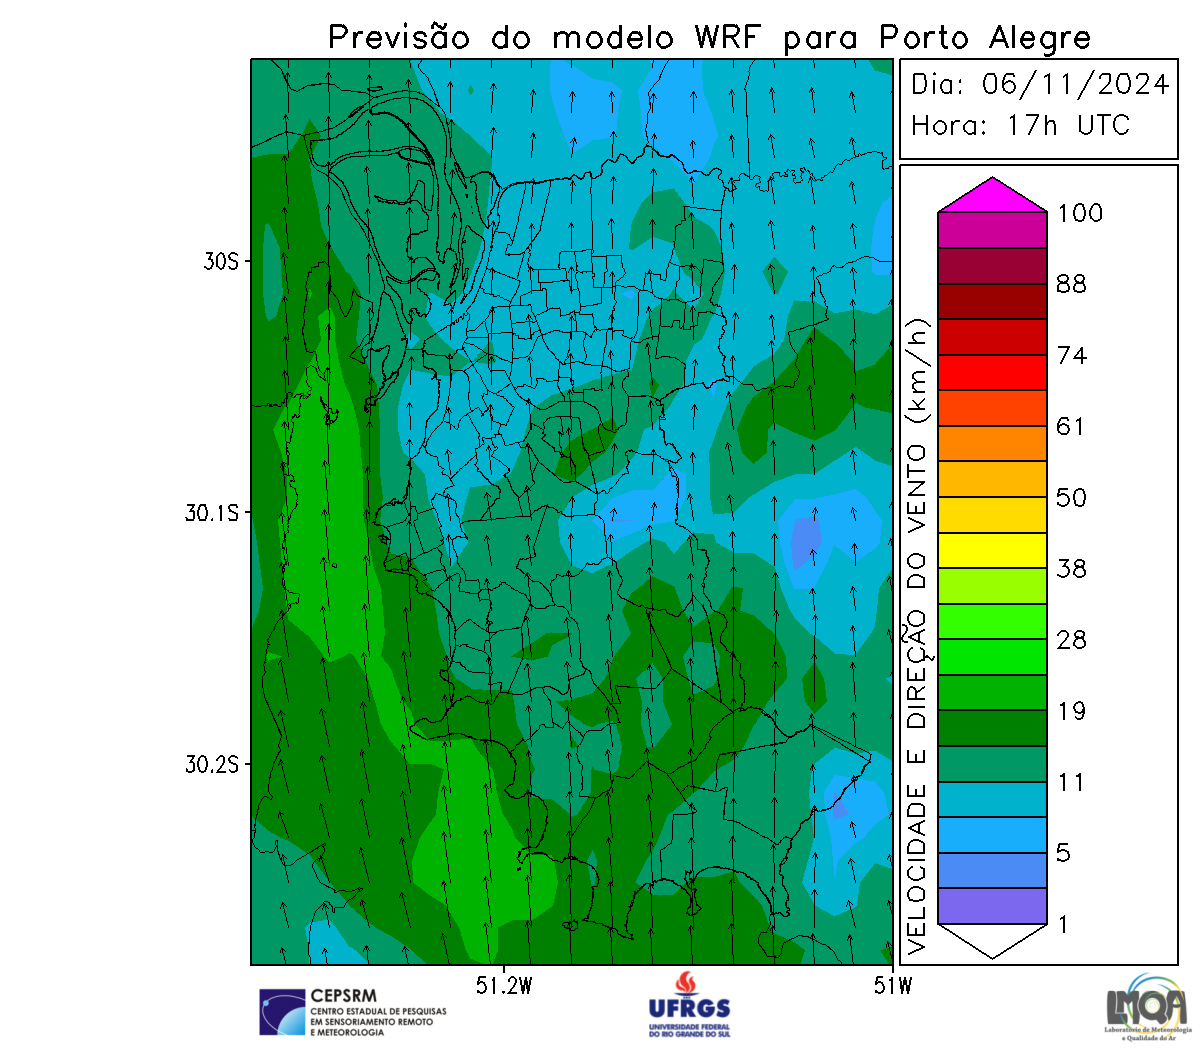 Previsão do modelo WRF para Porto Alegre
Dia: 06/11/2024
Hora: 17h UTC
30S
30.1S
30.2S
51.2W
51W
VELOCIDADE E DIREÇÃO DO VENTO (km/h)
100
88
74
61
50
38
28
19
11
5
1
CEPSRM
CENTRO ESTADUAL DE PESQUISAS
EM SENSORIAMENTO REMOTO
E METEOROLOGIA
UFRGS
UNIVERSIDADE FEDERAL
DO RIO GRANDE DO SUL
LMQA
Laboratório de Meteorologia
e Qualidade do Ar